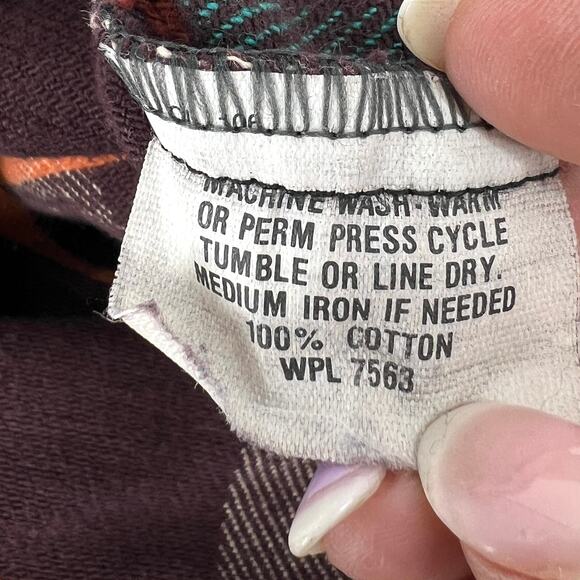 106
MACHINE WASH-WARM
OR PERM PRESS CYCLE
TUMBLE OR LINE DRY.
MEDIUM IRON IF NEEDED
100% COTTON
WPL 7563